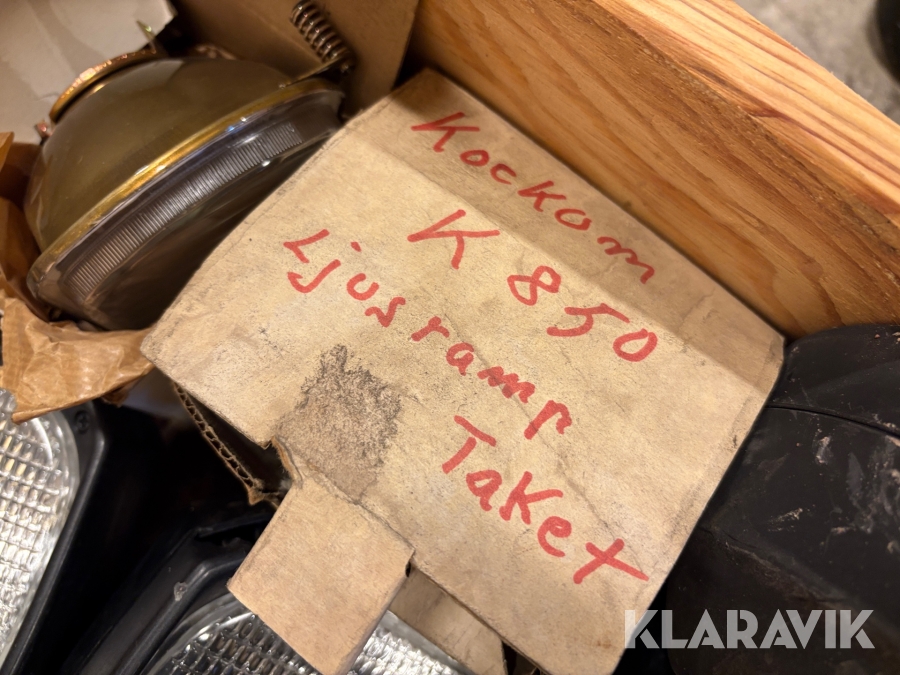 Kockom
K 850
Ljusramp
Taket
KLARAVIK